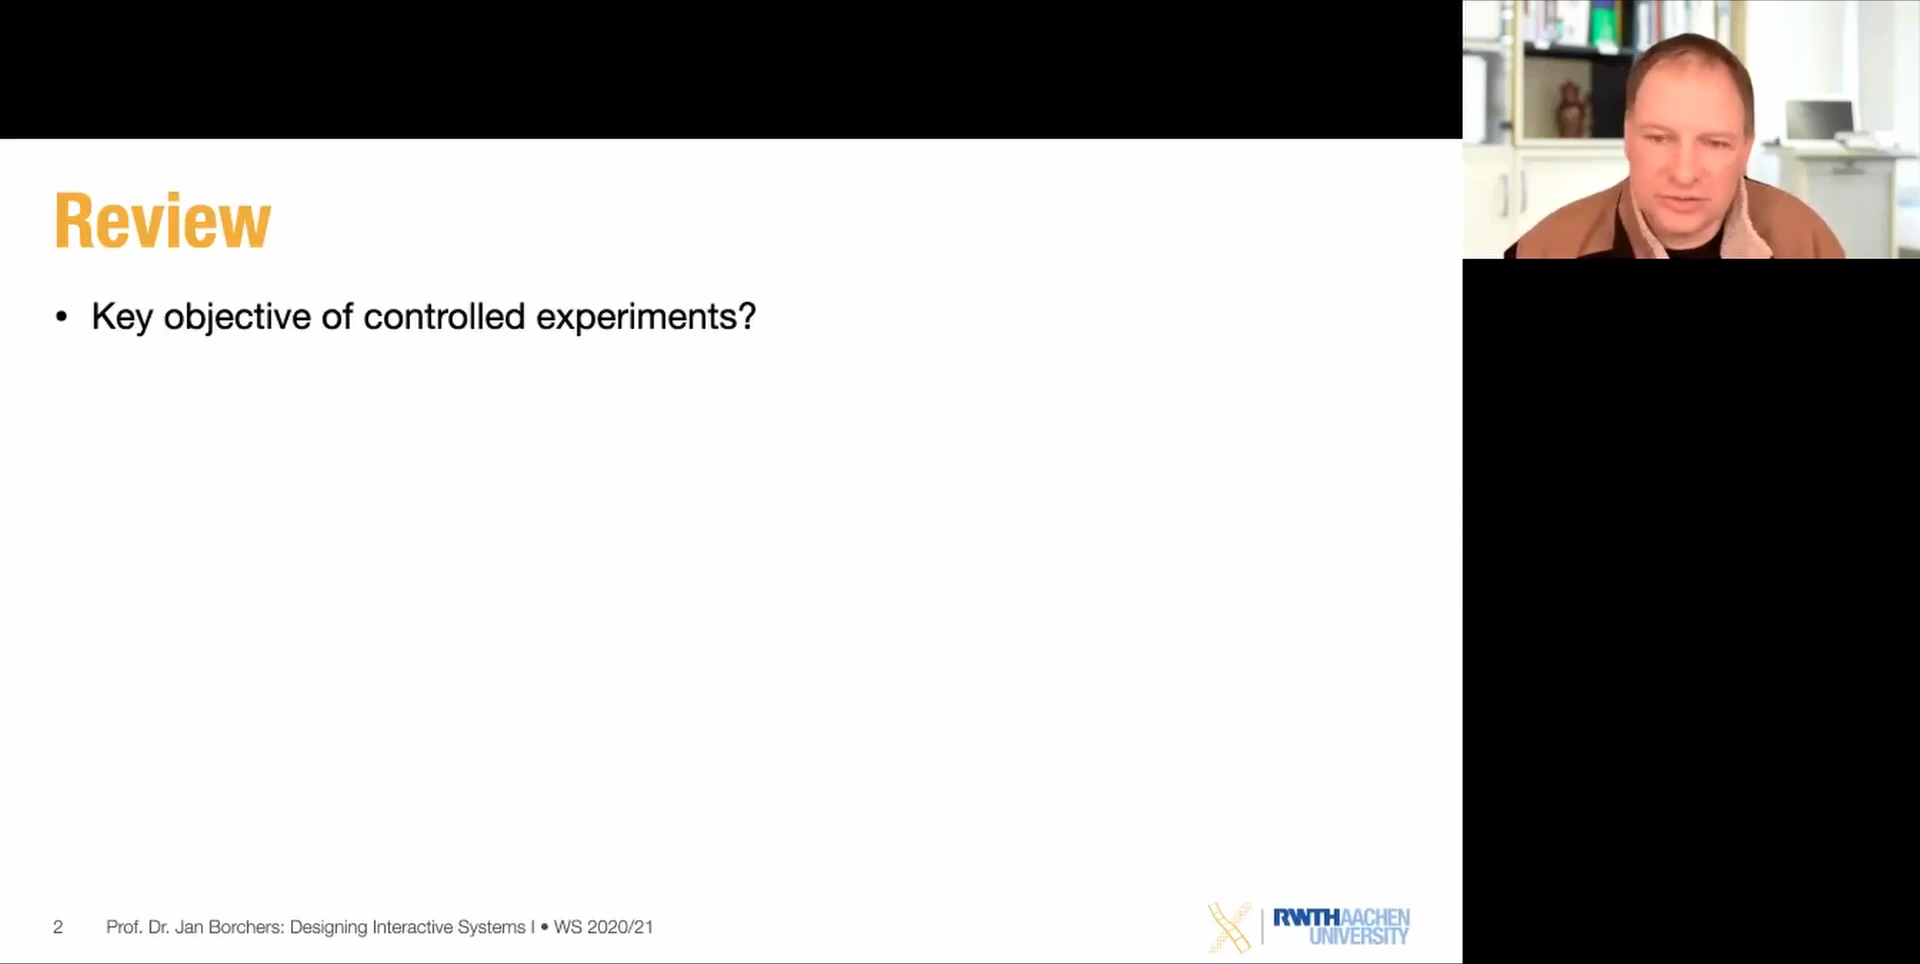 Review
• Key objective of controlled experiments?
2 Prof. Dr. Jan Borchers: Designing Interactive Systems I • WS 2020/21
RWTHAACHEN
UNIVERSITY